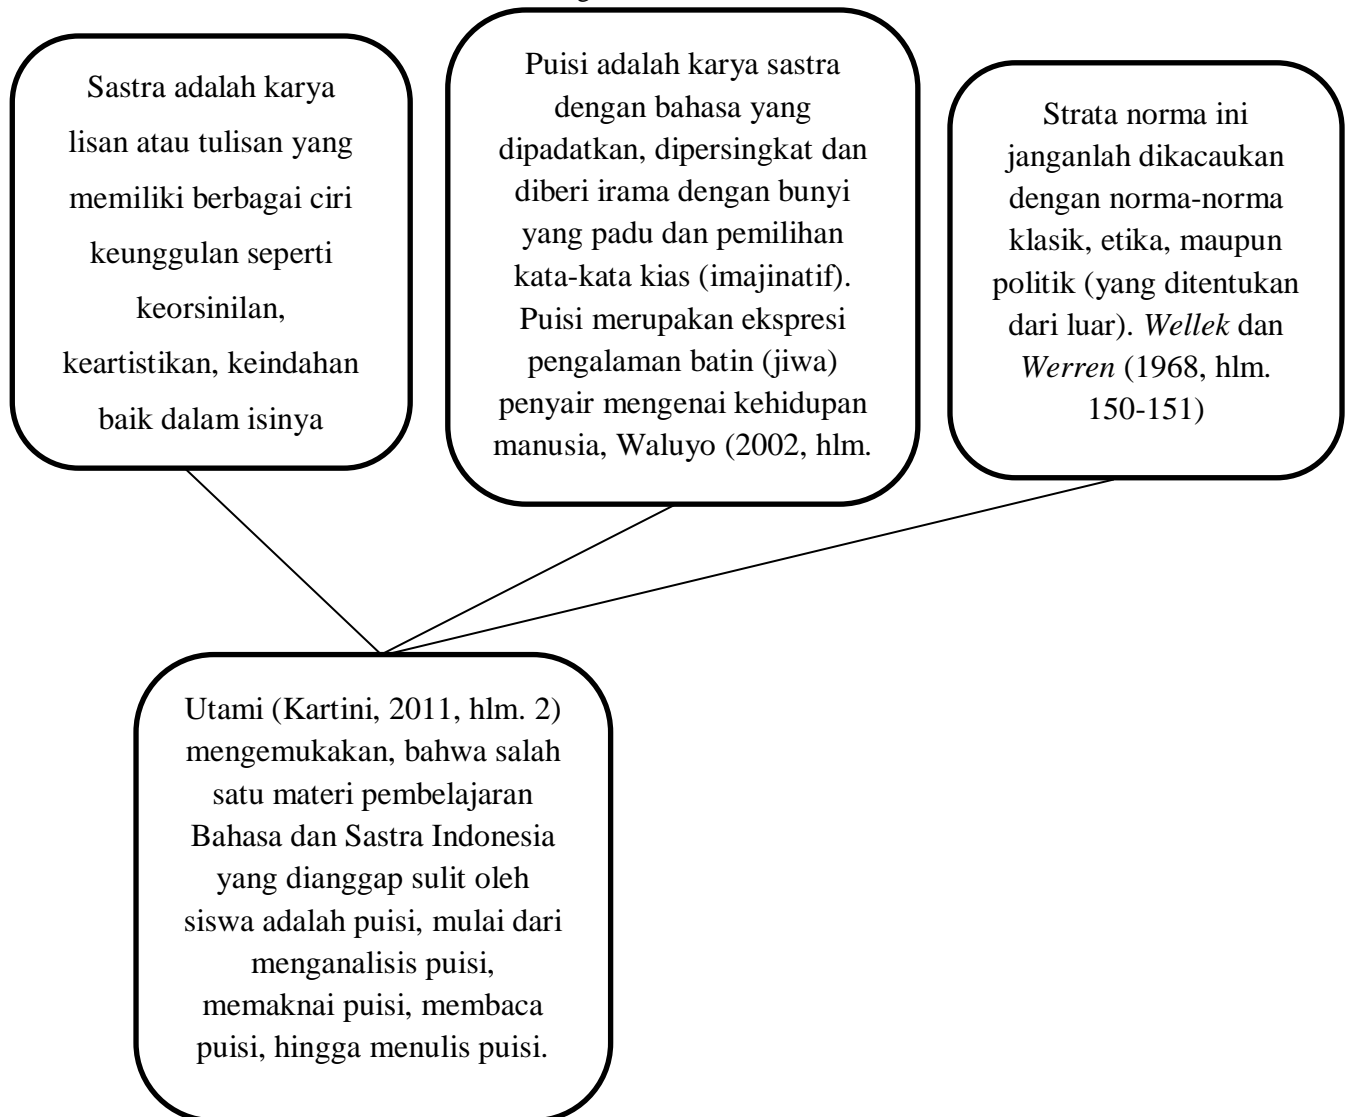 Sastra adalah karya
lisan atau tulisan yang
memiliki berbagai ciri
keunggulan seperti
keorsinilan,
keartistikan, keindahan
baik dalam isinya
Puisi adalah karya sastra
dengan bahasa yang
dipadatkan, dipersingkat dan
diberi irama dengan bunyi
yang padu dan pemilihan
kata-kata kias (imajinatif).
Puisi merupakan ekspresi
pengalaman batin (jiwa)
penyair mengenai kehidupan
manusia, Waluyo (2002, hlm.
Strata norma ini
janganlah dikacaukan
dengan norma-norma
klasik, etika, maupun
politik (yang ditentukan
dari luar). Wellek dan
Werren (1968, hlm.
150-151)
Utami (Kartini, 2011, hlm. 2)
mengemukakan, bahwa salah
satu materi pembelajaran
Bahasa dan Sastra Indonesia
yang dianggap sulit oleh
siswa adalah puisi, mulai dari
menganalisis puisi,
memaknai puisi, membaca
puisi, hingga menulis puisi.